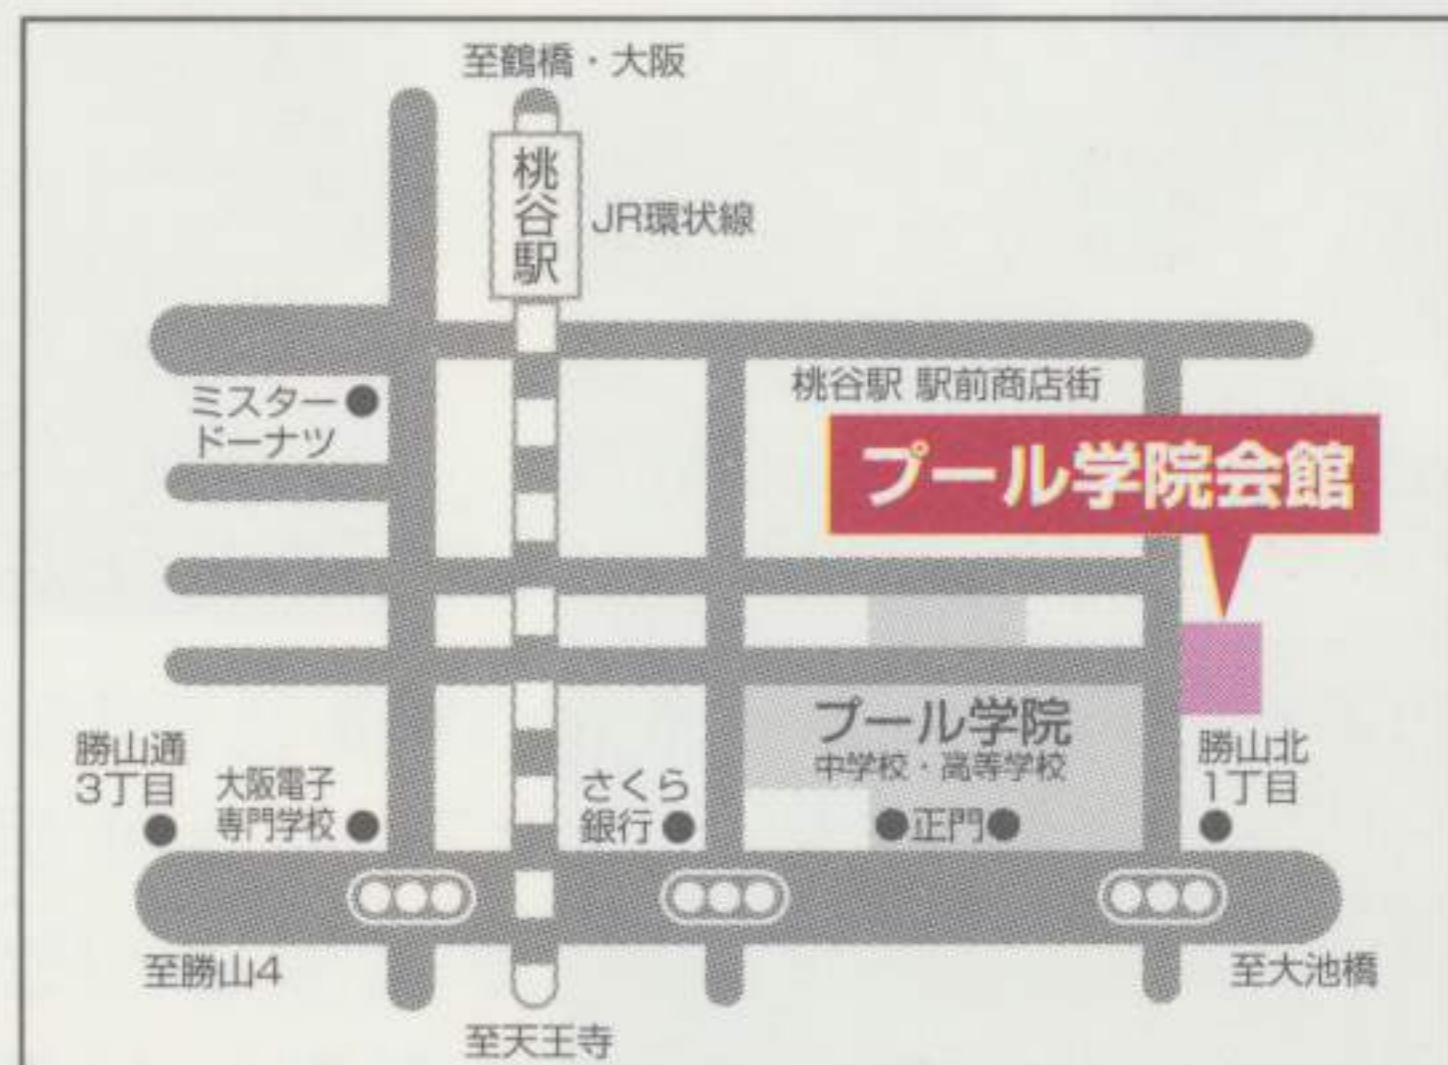 至鶴橋・大阪
桃谷駅
JR環状線
ミスター
ドーナツ
桃谷駅 駅前商店街
プール学院会館
プール学院
中学校・高等学校
勝山通
3丁目
大阪電子
専門学校
さくら
銀行
正門
勝山北
1丁目
至勝山4
至大池橋
至天王寺